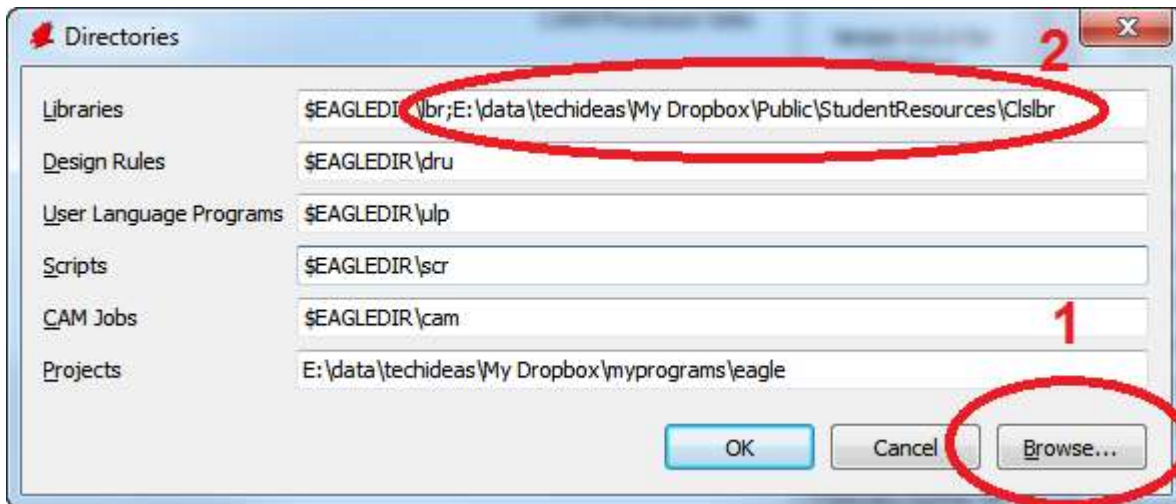 Directories
2
Libraries $EAGLEDIR\lbr;E:\data\techideas\My Dropbox\Public\StudentResources\Clslbr
Design Rules $EAGLEDIR\dru
User Language Programs $EAGLEDIR\ulp
Scripts $EAGLEDIR\scr
CAM Jobs $EAGLEDIR\cam
1
Projects E:\data\techideas\My Dropbox\myprograms\eagle
OK Cancel Browse...